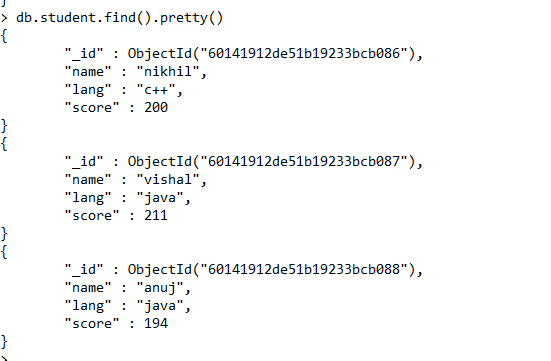 }
> db.student.find().pretty()
{
        "_id" : ObjectId("60141912de51b19233bcb086"),
        "name" : "nikhil",
        "lang" : "c++",
        "score" : 200
}
{
        "_id" : ObjectId("60141912de51b19233bcb087"),
        "name" : "vishal",
        "lang" : "java",
        "score" : 211
}
{
        "_id" : ObjectId("60141912de51b19233bcb088"),
        "name" : "anuj",
        "lang" : "java",
        "score" : 194
}
>